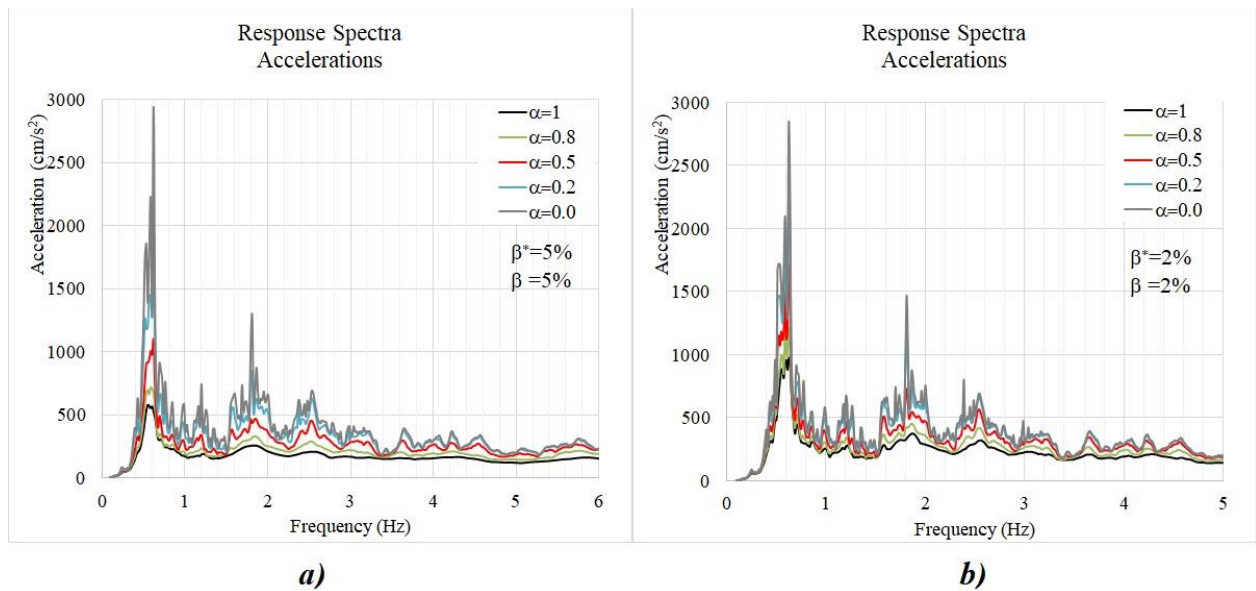 Response Spectra
Accelerations
3000
2500
2000
1500
1000
500
0
Acceleration (cm/s²)
α=1
α=0.8
α=0.5
α=0.2
α=0.0
β*=5%
β=5%
0 1 2 3 4 5 6
Frequency (Hz)
a)
Response Spectra
Accelerations
3000
2500
2000
1500
1000
500
0
Acceleration (cm/s²)
α=1
α=0.8
α=0.5
α=0.2
α=0.0
β*=2%
β =2%
0 1 2 3 4 5
Frequency (Hz)
b)